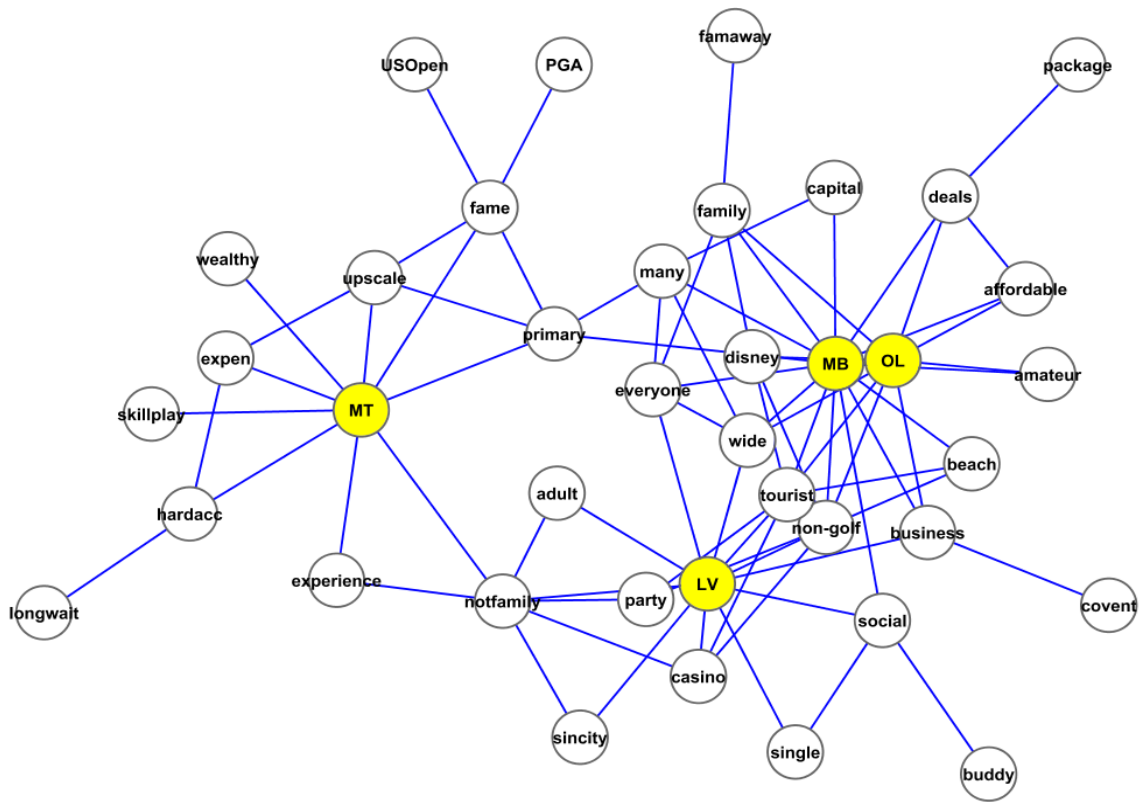 famaway
USOpen
PGA
package
capital
deals
fame
family
wealthy
many
upscale
affordable
primary
expen
disney
MB
OL
amateur
everyone
MT
skillplay
wide
beach
adult
tourist
hardacc
non-golf
business
experience
LV
party
notfamily
covent
longwait
social
casino
sincity
single
buddy